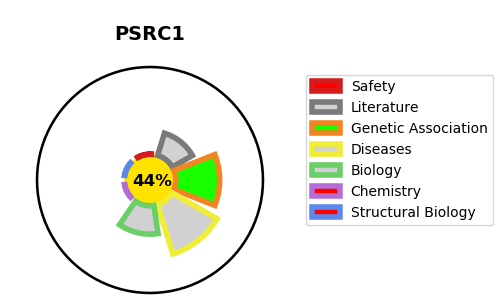 PSRC1
44%
Safety
Literature
Genetic Association
Diseases
Biology
Chemistry
Structural Biology